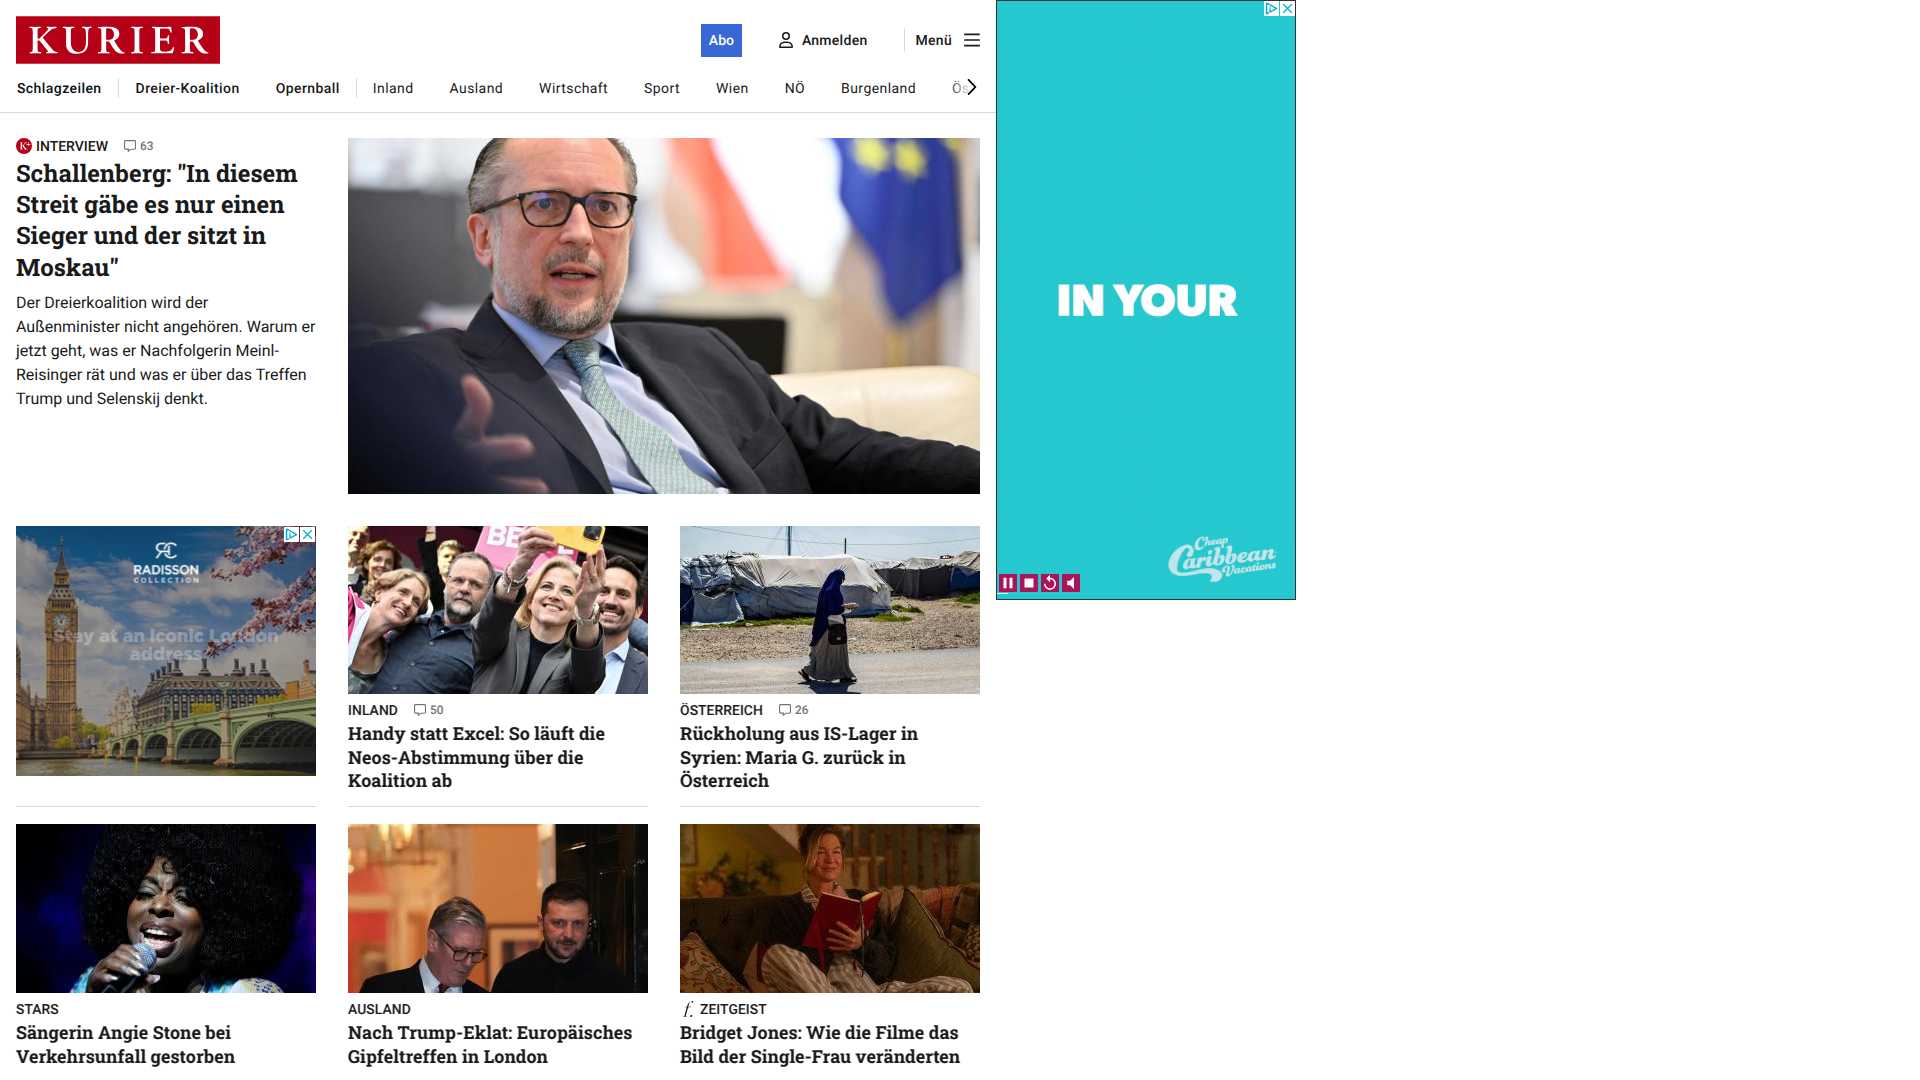 KURIER
Abo
Anmelden
Menü
Schlagzeilen
Dreier-Koalition
Opernball
Inland
Ausland
Wirtschaft
Sport
Wien
NÖ
Burgenland
INTERVIEW
63
Schallenberg: "In diesem
Streit gäbe es nur einen
Sieger und der sitzt in
Moskau"
Der Dreierkoalition wird der
Außenminister nicht angehören. Warum er
jetzt geht, was er Nachfolgerin Meinl-
Reisinger rät und was er über das Treffen
Trump und Selenskij denkt.
IN YOUR
Cheap
Caribbean
Vacations
RADISSON
COLLECTION
Stay at an Iconic London
address
INLAND
50
Handy statt Excel: So läuft die
Neos-Abstimmung über die
Koalition ab
ÖSTERREICH
26
Rückholung aus IS-Lager in
Syrien: Maria G. zurück in
Österreich
STARS
Sängerin Angie Stone bei
Verkehrsunfall gestorben
AUSLAND
Nach Trump-Eklat: Europäisches
Gipfeltreffen in London
f. ZEITGEIST
Bridget Jones: Wie die Filme das
Bild der Single-Frau veränderten